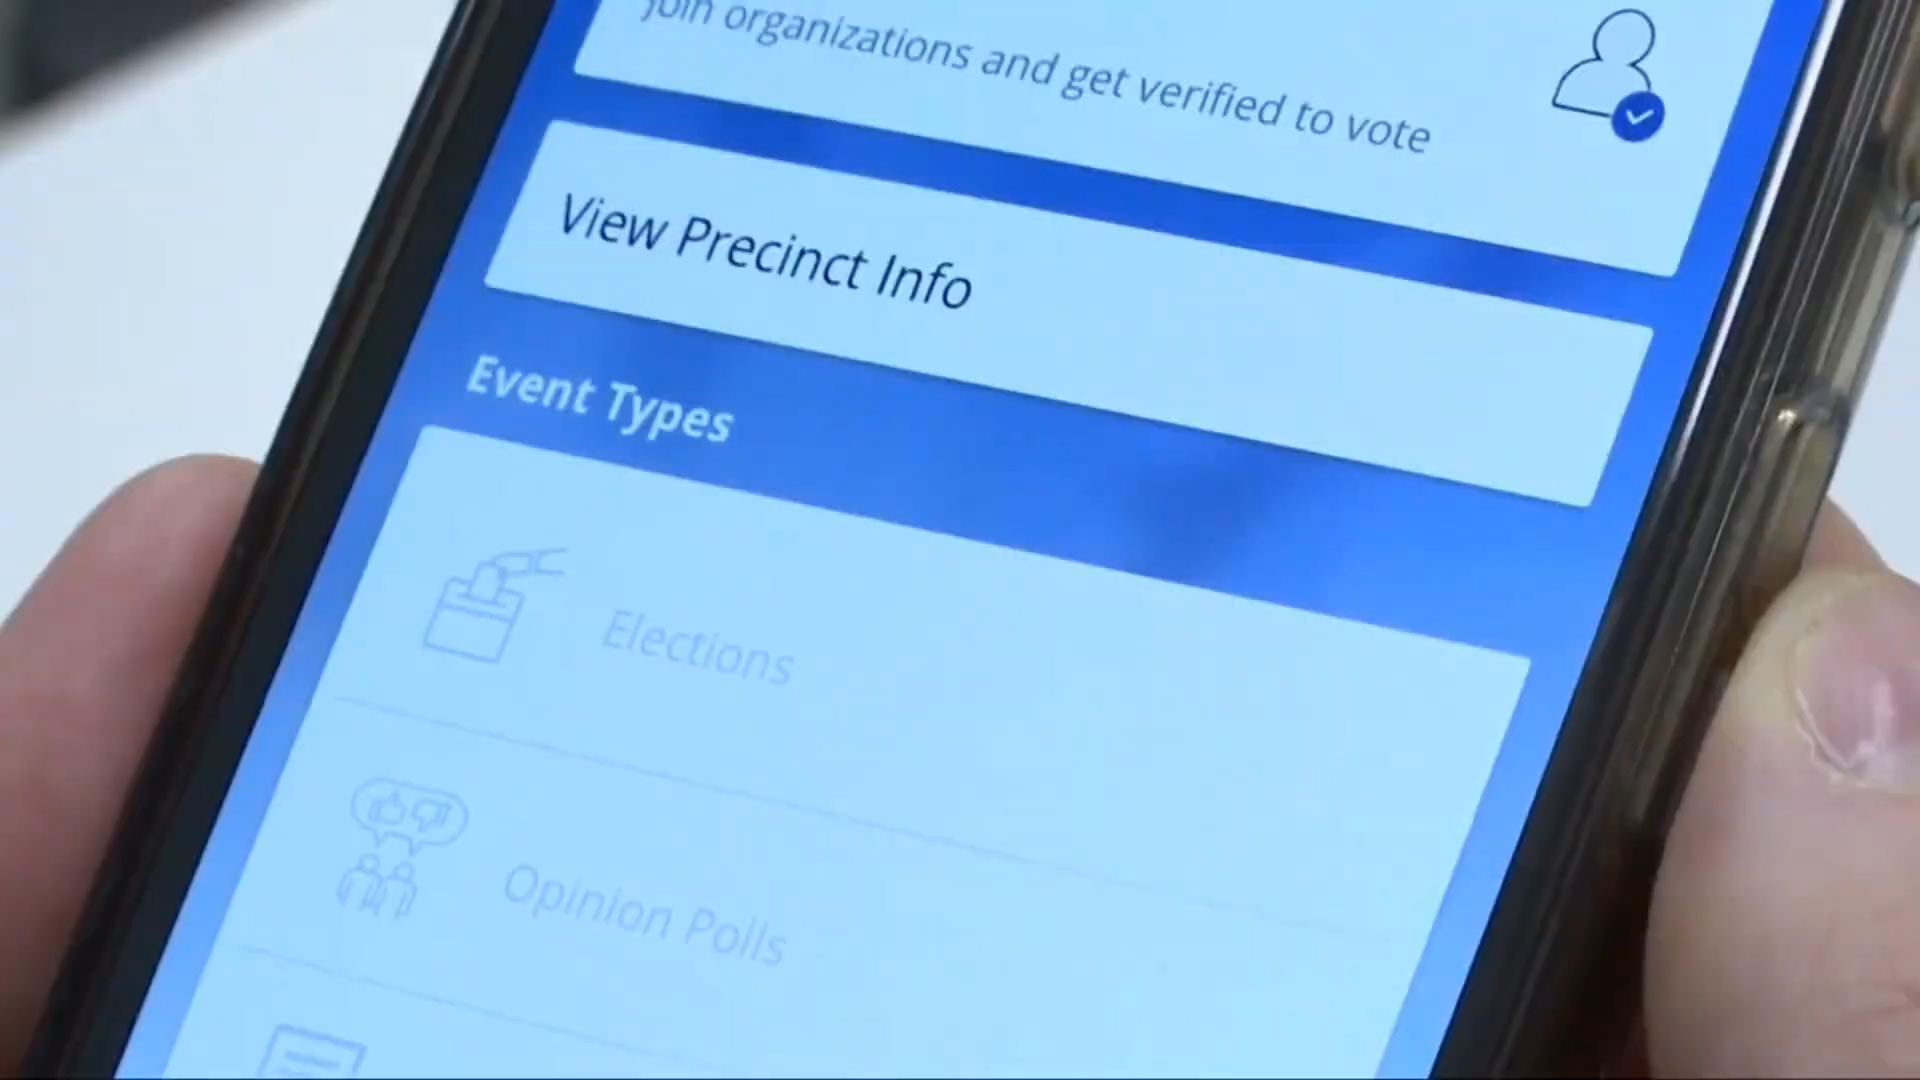 Join organizations and get verified to vote
View Precinct Info
Event Types
Elections
Opinion Polls